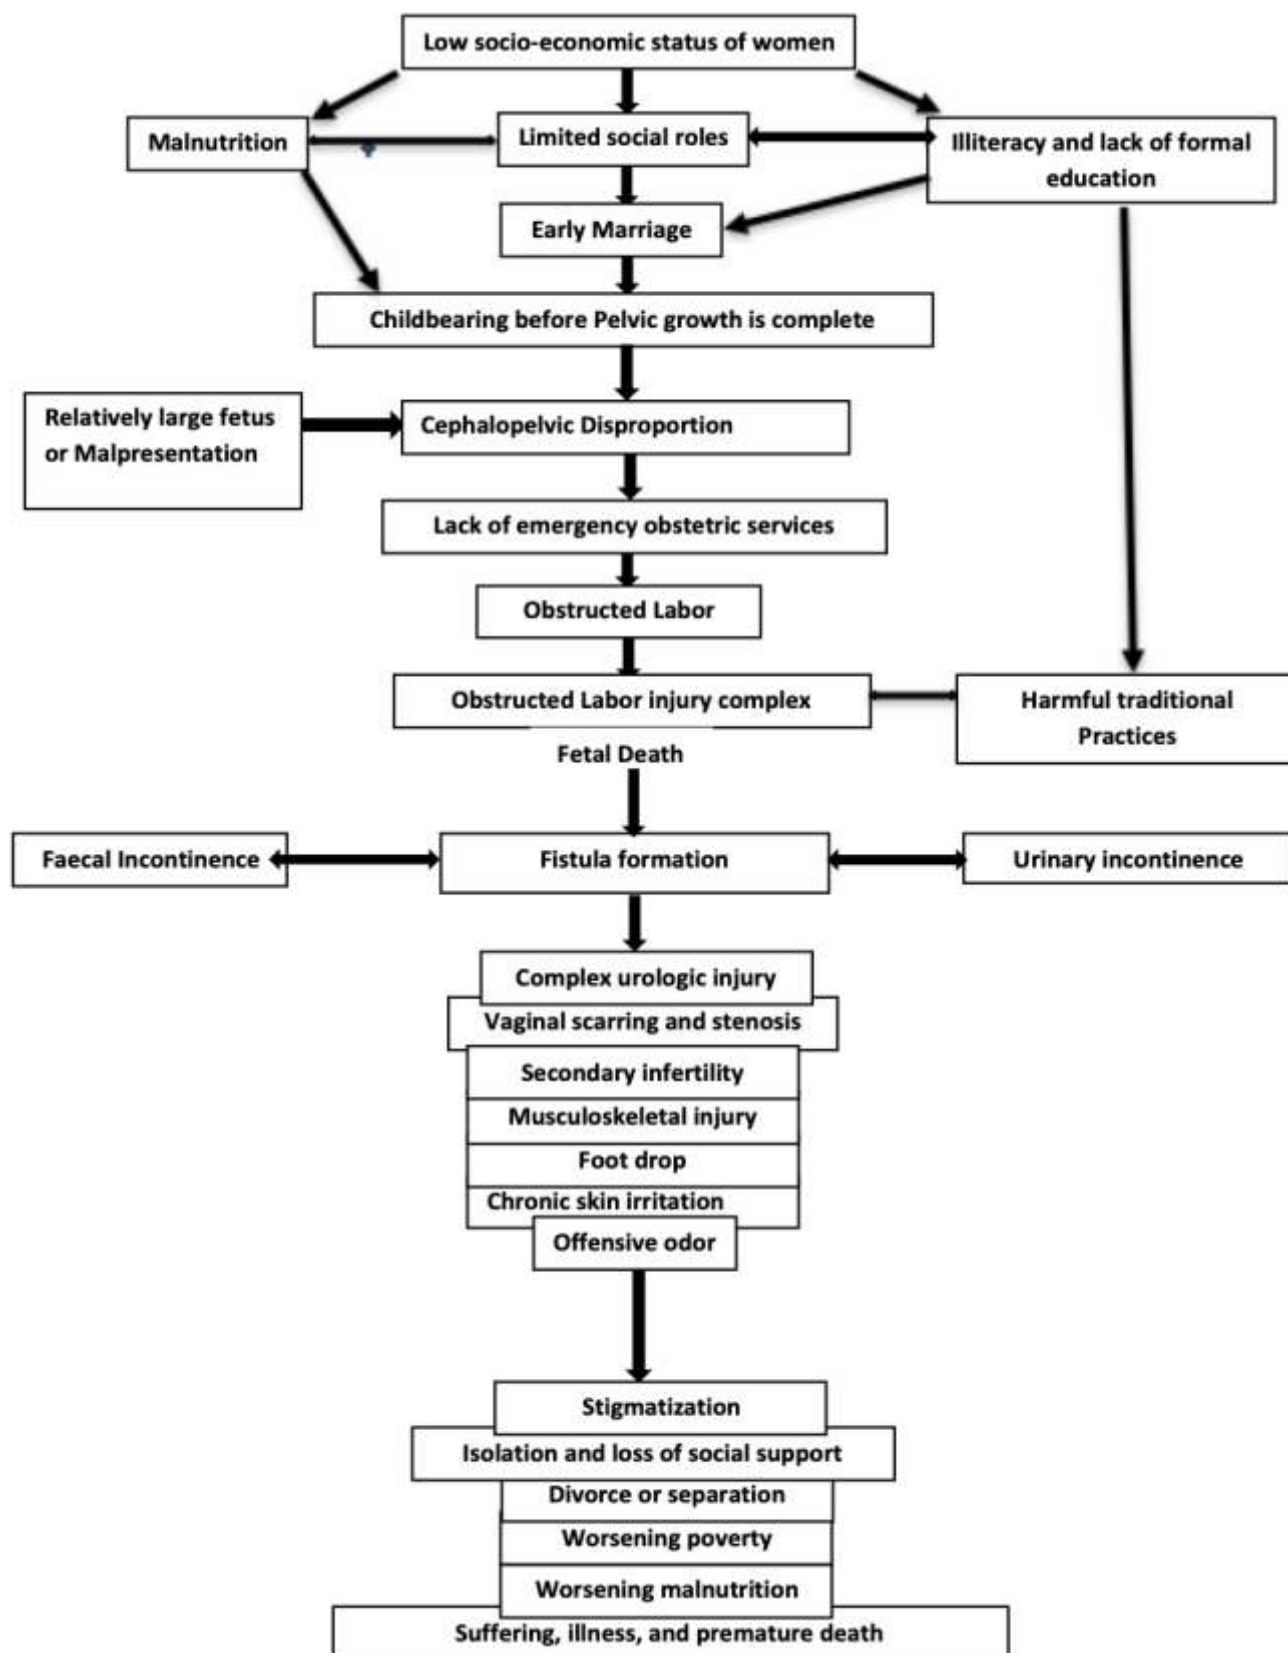 Low socio-economic status of women
Malnutrition
Limited social roles
Illiteracy and lack of formal
education
Early Marriage
Childbearing before Pelvic growth is complete
Relatively large fetus
or Malpresentation
Cephalopelvic Disproportion
Lack of emergency obstetric services
Obstructed Labor
Obstructed Labor injury complex
Harmful traditional
Practices
Fetal Death
Faecal Incontinence
Fistula formation
Urinary incontinence
Complex urologic injury
Vaginal scarring and stenosis
Secondary infertility
Musculoskeletal injury
Foot drop
Chronic skin irritation
Offensive odor
Stigmatization
Isolation and loss of social support
Divorce or separation
Worsening poverty
Worsening malnutrition
Suffering, illness, and premature death